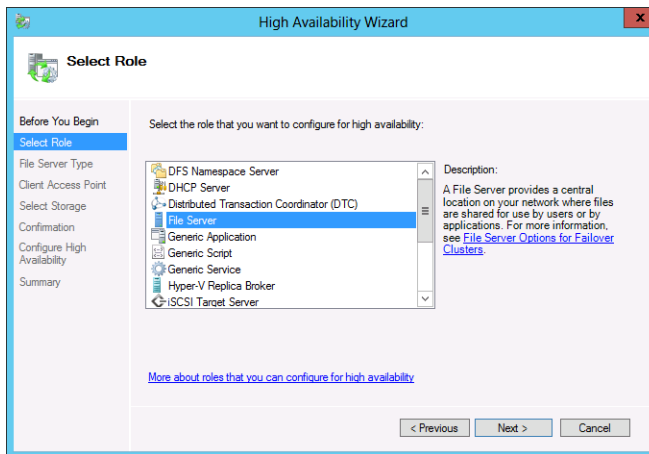 High Availability Wizard
x
Select Role
Before You Begin
Select Role
File Server Type
Client Access Point
Select Storage
Confirmation
Configure High
Availability
Summary
Select the role that you want to configure for high availability:
DFS Namespace Server
DHCP Server
Distributed Transaction Coordinator (DTC)
File Server
Generic Application
Generic Script
Generic Service
Hyper-V Replica Broker
iSCSI Target Server
Description:
A File Server provides a central
location on your network where files
are shared for use by users or by
applications. For more information,
see File Server Options for Failover
Clusters.
More about roles that you can configure for high availability
< Previous
Next >
Cancel